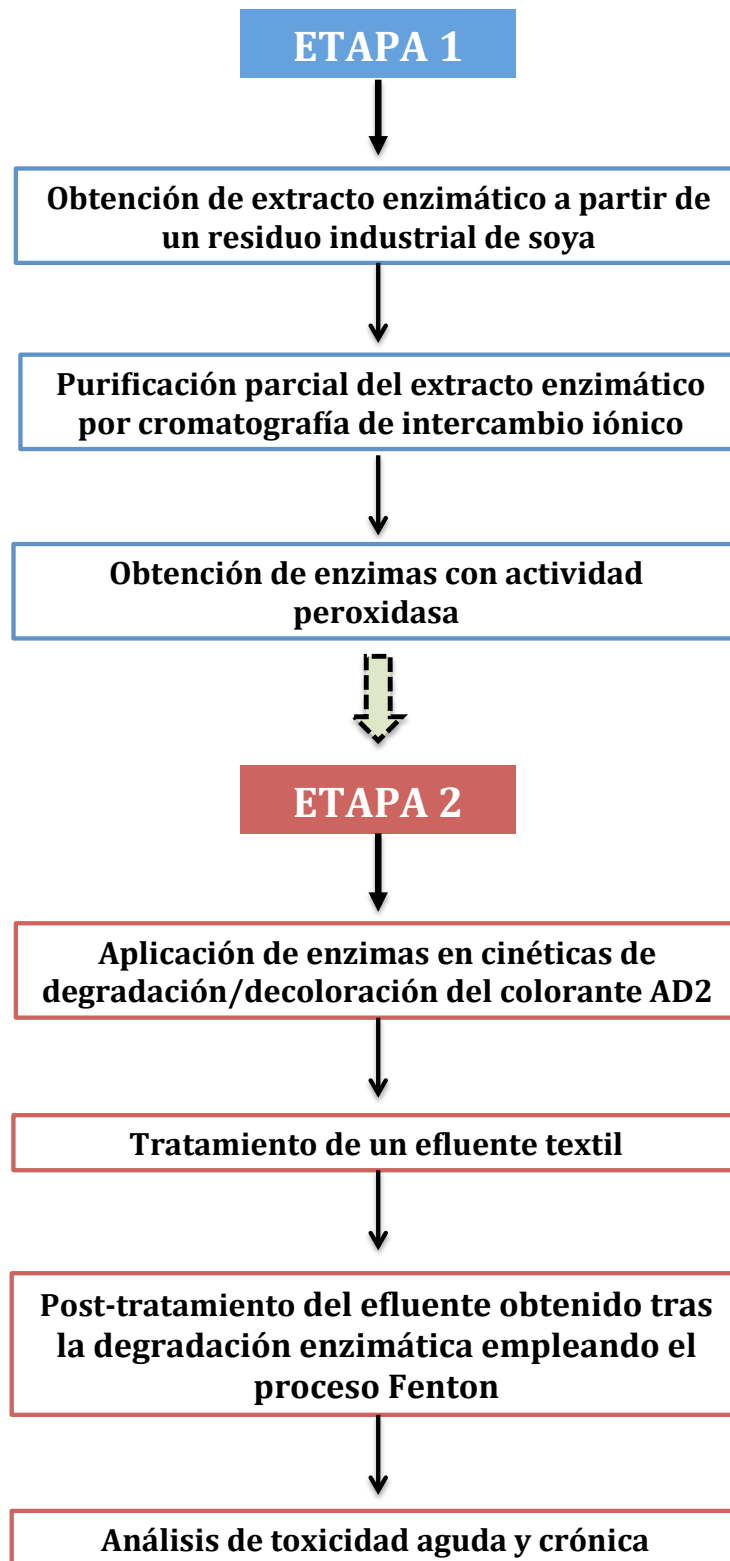 ETAPA 1
Obtención de extracto enzimático a partir de
un residuo industrial de soya
Purificación parcial del extracto enzimático
por cromatografía de intercambio iónico
Obtención de enzimas con actividad
peroxidasa
ETAPA 2
Aplicación de enzimas en cinéticas de
degradación/decoloración del colorante AD2
Tratamiento de un efluente textil
Post-tratamiento del efluente obtenido tras
la degradación enzimática empleando el
proceso Fenton
Análisis de toxicidad aguda y crónica